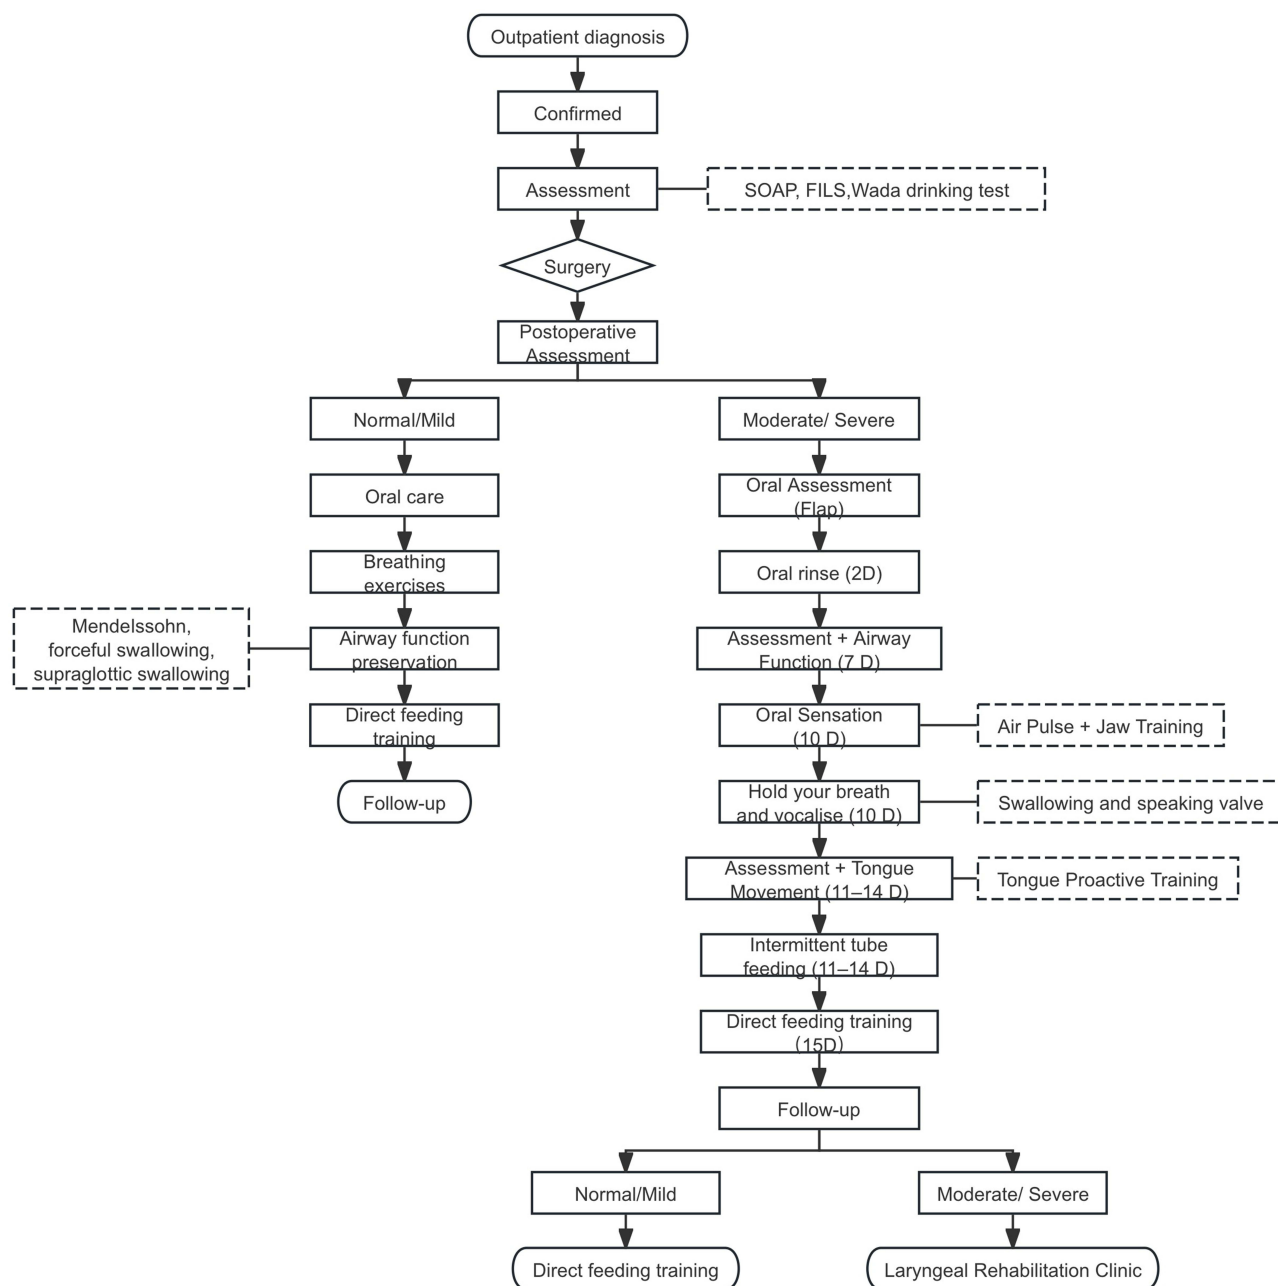 Outpatient diagnosis
Confirmed
Assessment
SOAP, FILS,Wada drinking test
Surgery
Postoperative
Assessment
Normal/Mild
Moderate/ Severe
Oral care
Oral Assessment
(Flap)
Breathing
exercises
Oral rinse (2D)
Mendelssohn,
forceful swallowing,
supraglottic swallowing
Airway function
preservation
Assessment + Airway
Function (7 D)
Direct feeding
training
Oral Sensation
(10 D)
Air Pulse + Jaw Training
Follow-up
Hold your breath
and vocalise (10 D)
Swallowing and speaking valve
Assessment + Tongue
Movement (11–14 D)
Tongue Proactive Training
Intermittent tube
feeding (11–14 D)
Direct feeding training
(15D)
Follow-up
Normal/Mild
Moderate/ Severe
Direct feeding training
Laryngeal Rehabilitation Clinic